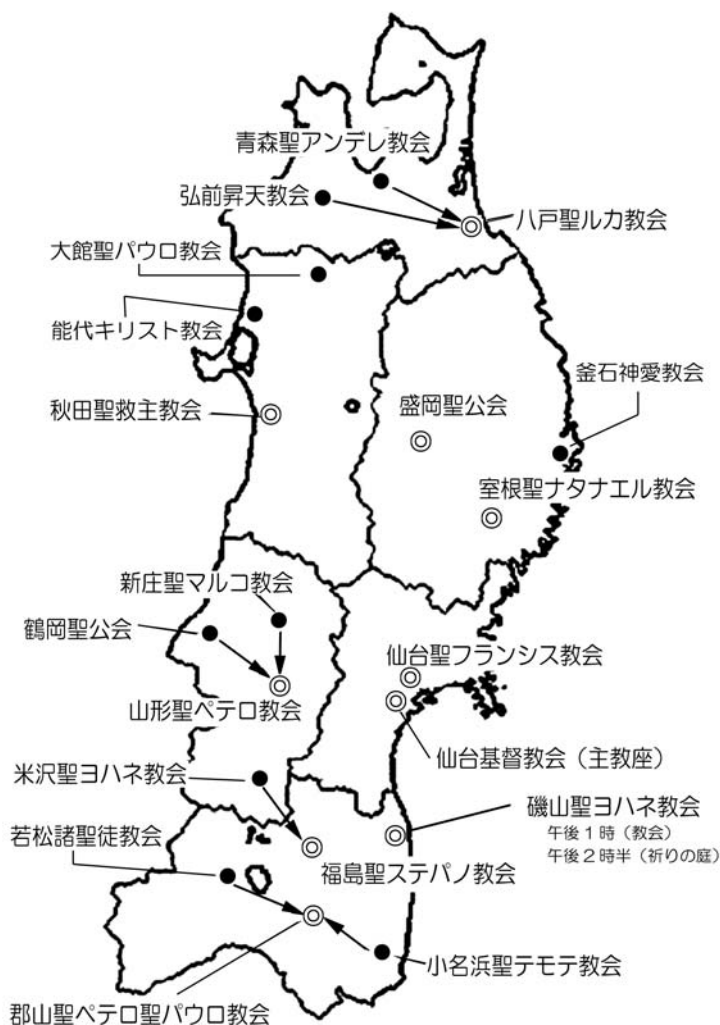 青森聖アンデレ教会
弘前昇天教会
八戸聖ルカ教会
大館聖パウロ教会
能代キリスト教会
釜石神愛教会
秋田聖救主教会
盛岡聖公会
室根聖ナタナエル教会
新庄聖マルコ教会
鶴岡聖公会
仙台聖フランシス教会
山形聖ペテロ教会
仙台基督教会（主教座）
米沢聖ヨハネ教会
磯山聖ヨハネ教会
午後1時（教会）
午後2時半（祈りの庭）
若松諸聖徒教会
福島聖ステパノ教会
小名浜聖テモテ教会
郡山聖ペテロ聖パウロ教会